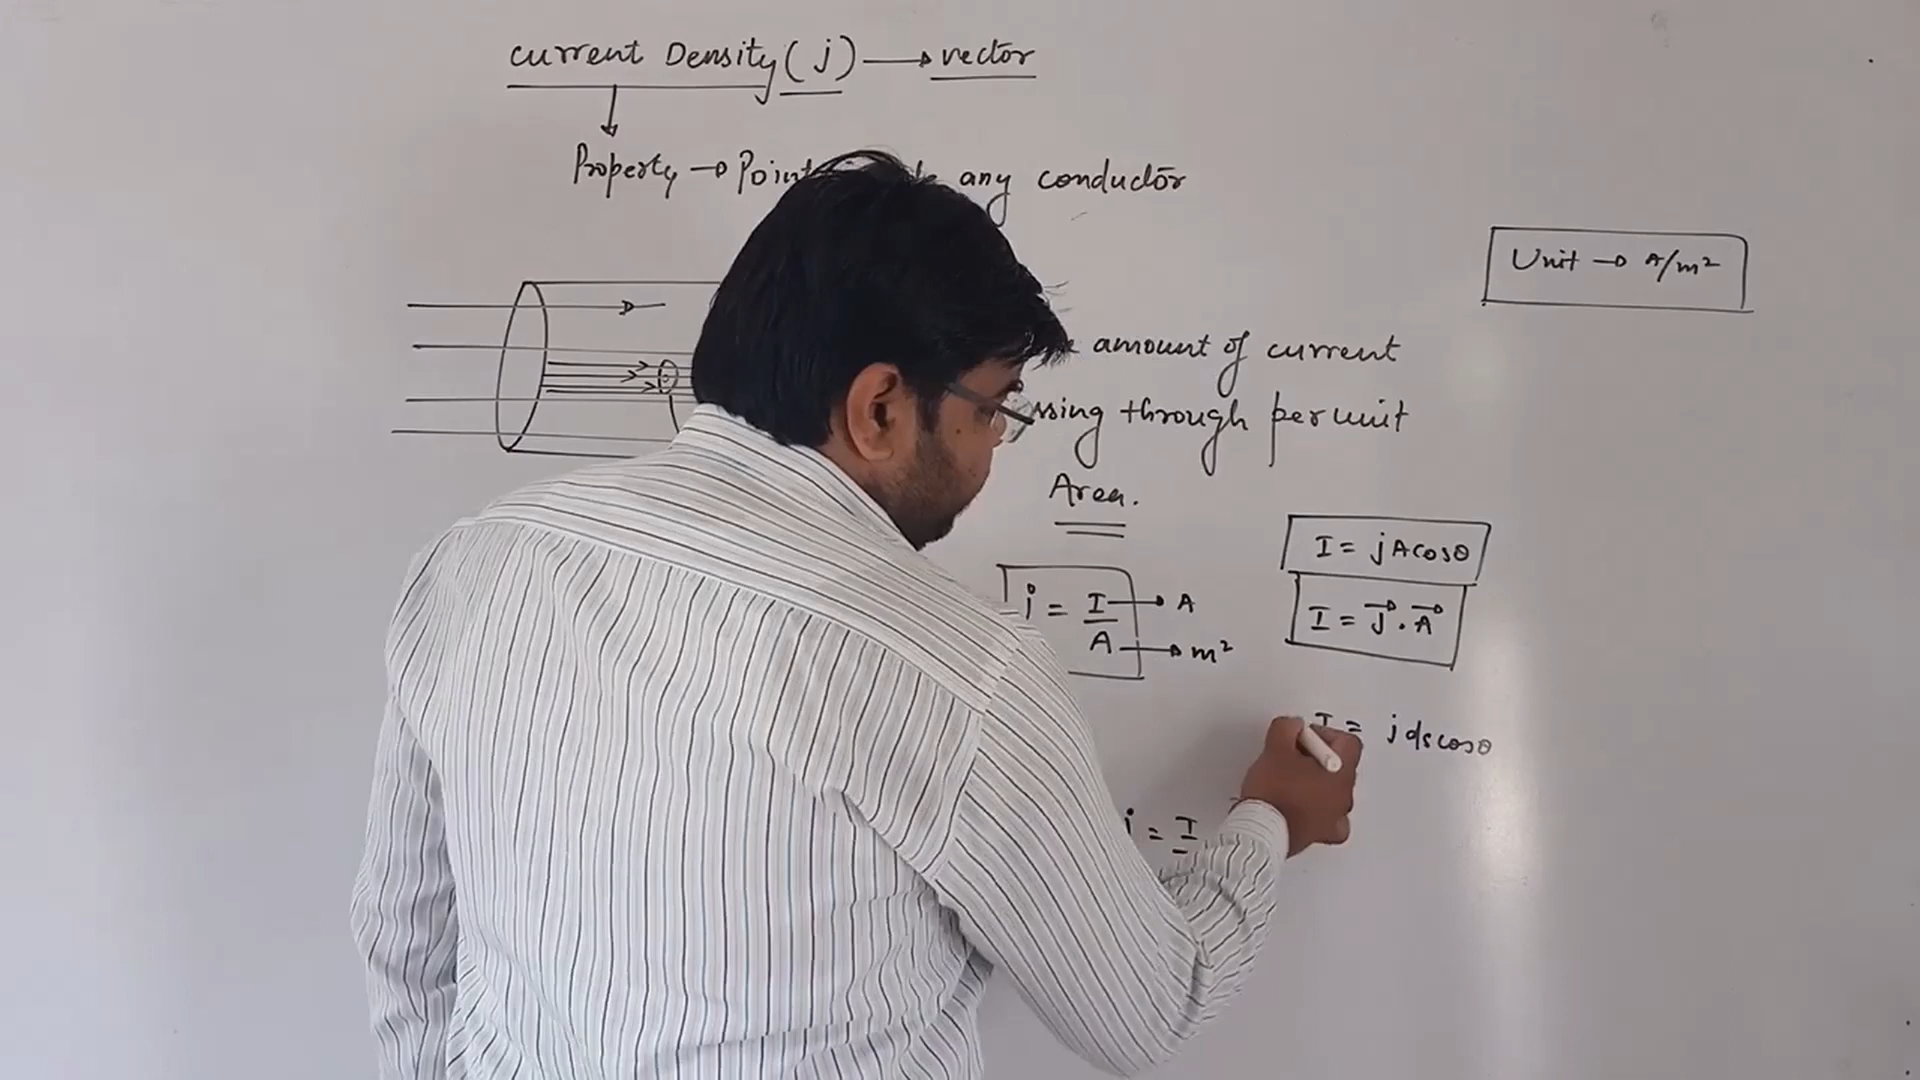 current Density (j) → vector
Property → Point any conductor
Unit → A/m²
amount of current
through per unit
Area.
I = jAcosθ
j = I/A → A → m²
I = j⃗ . A⃗
I = jdscosθ
j = I